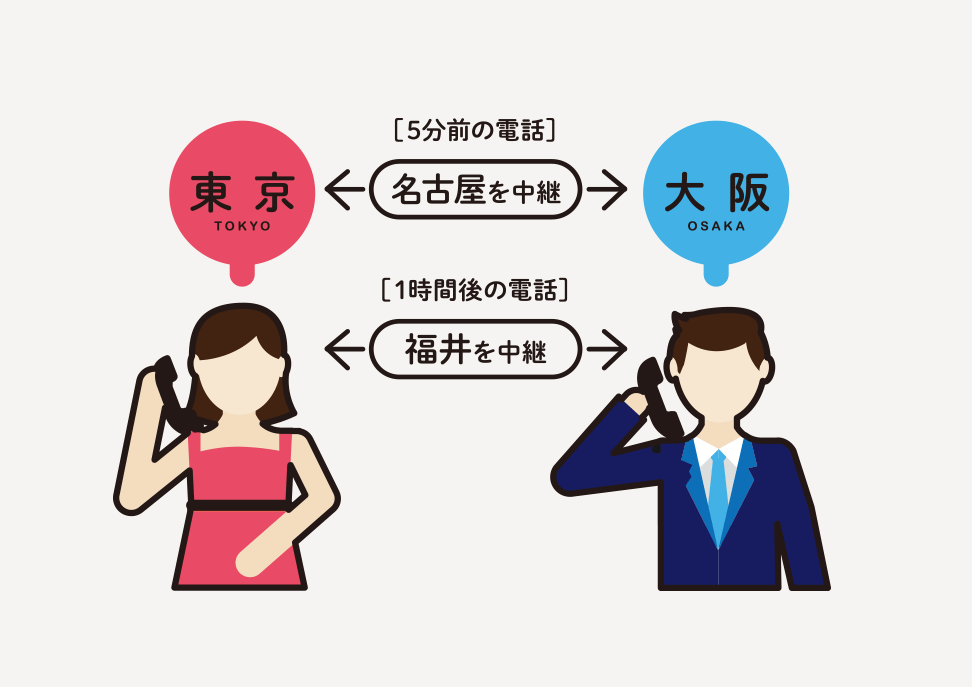 [5分前の電話]
東京
TOKYO
名古屋を中継
大阪
OSAKA
[1時間後の電話]
福井を中継